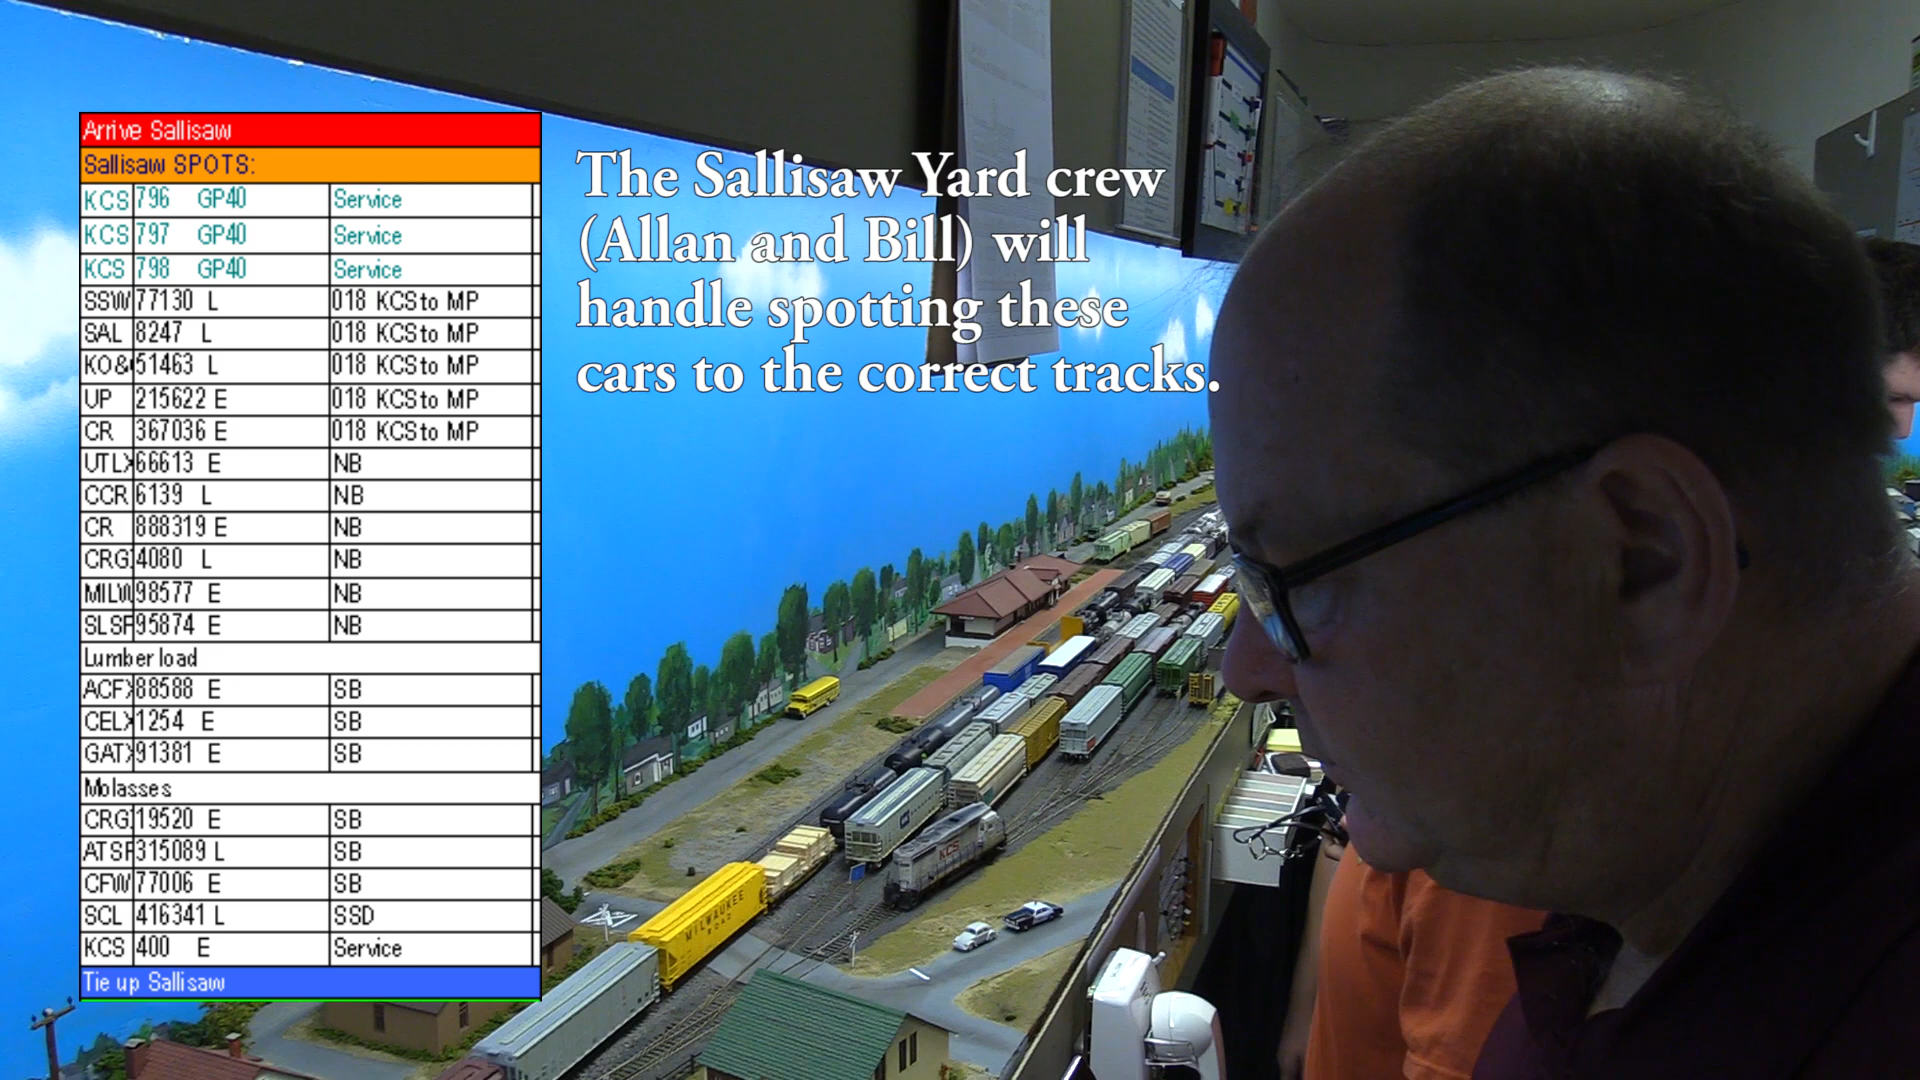 Arrive Sallisaw
Sallisaw SPOTS:
KCS 796 GP40 Service
KCS 797 GP40 Service
KCS 798 GP40 Service
SSW 77130 L 018 KCS to MP
SAL 8247 L 018 KCS to MP
KO& 51463 L 018 KCS to MP
UP 215622 E 018 KCS to MP
CR 367036 E 018 KCS to MP
UTLX 66613 E NB
CCR 6139 L NB
CR 888319 E NB
CRG 4080 L NB
MILW 98577 E NB
SLSF 95874 E NB
Lumber load
ACFX 88588 E SB
CELX 1254 E SB
GATX 91381 E SB
Molasses
CRG 19520 E SB
ATSF 315089 L SB
CFW 77006 E SB
SCL 416341 L SSD
KCS 400 E Service
Tie up Sallisaw
The Sallisaw Yard crew
(Allan and Bill) will
handle spotting these
cars to the correct tracks.
KCS
MILWAUKEE
ROAD